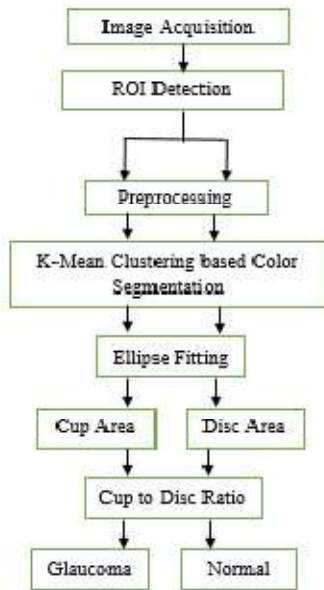 Image Acquisition
ROI Detection
Preprocessing
K-Mean Clustering based Color
Segmentation
Ellipse Fitting
Cup Area
Disc Area
Cup to Disc Ratio
Glaucoma
Normal